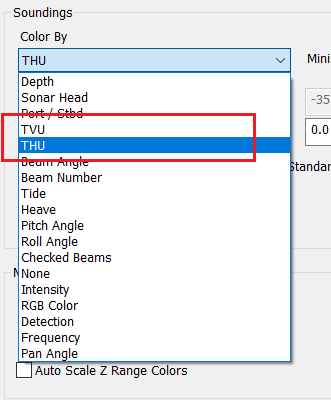 Soundings
Color By
THU
Mini
Depth
Sonar Head
-35
Port / Stbd
TVU
0.0
THU
Beam Angle
Standar
Beam Number
Tide
Heave
Pitch Angle
Roll Angle
Checked Beams
None
Intensity
RGB Color
Detection
Frequency
Pan Angle
Auto Scale Z Range Colors